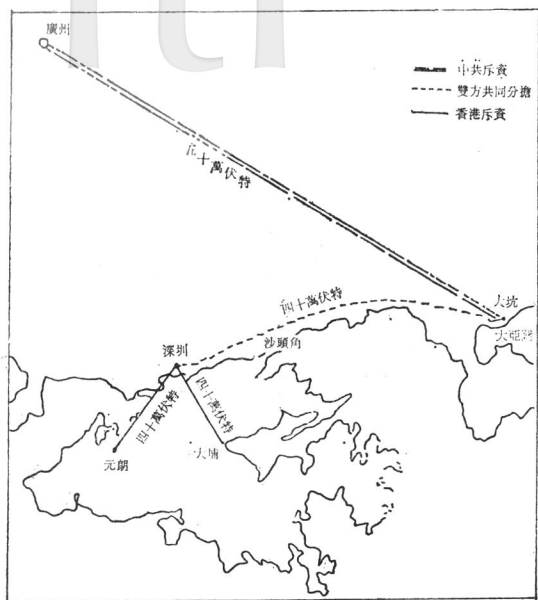 廣州
中共斥資
雙方共同分擔
香港斥資
五十萬伏特
大坑
四十萬伏特
大亞灣
深圳
沙頭角
四十萬伏特
四十萬伏特
元朗
大埔